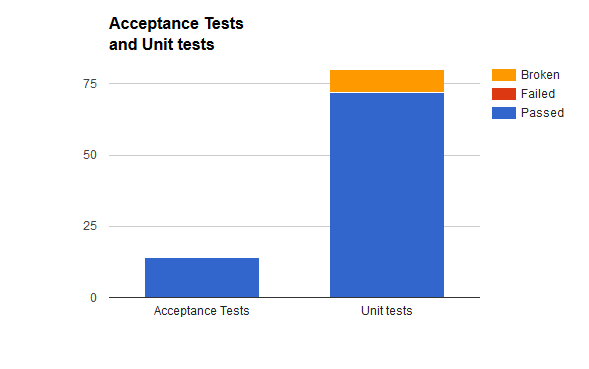 Acceptance Tests
and Unit tests
Broken
Failed
Passed
75
50
25
0
Acceptance Tests
Unit tests